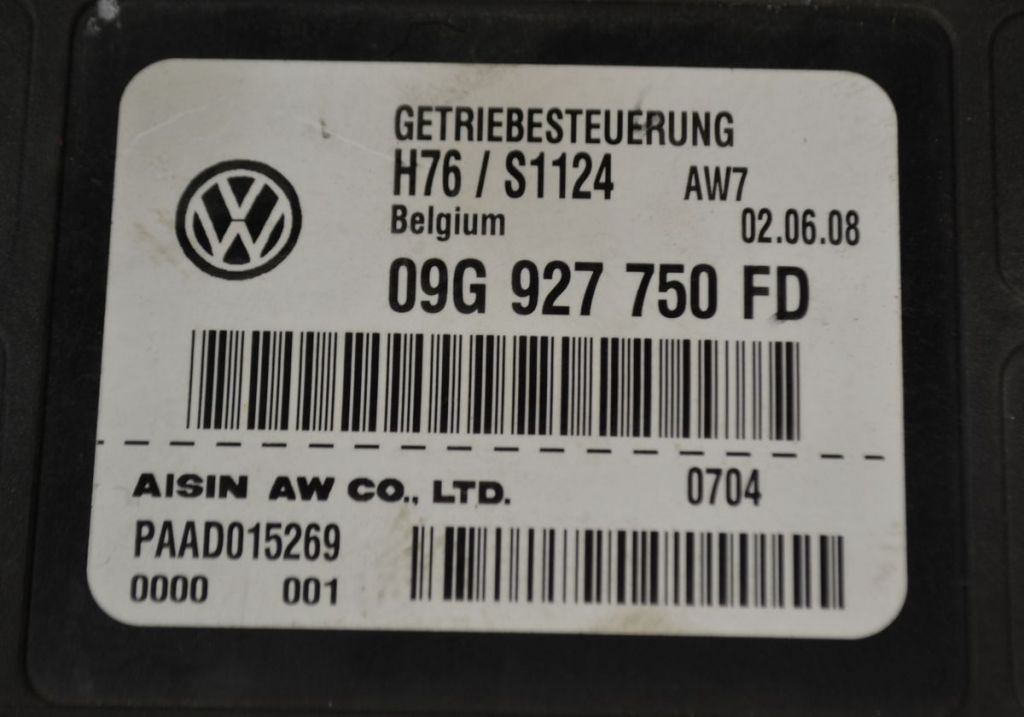 GETRIEBESTEUERUNG
H76 / S1124 AW7
Belgium 02.06.08
09G 927 750 FD
AISIN AW CO., LTD. 0704
PAAD015269
0000 001